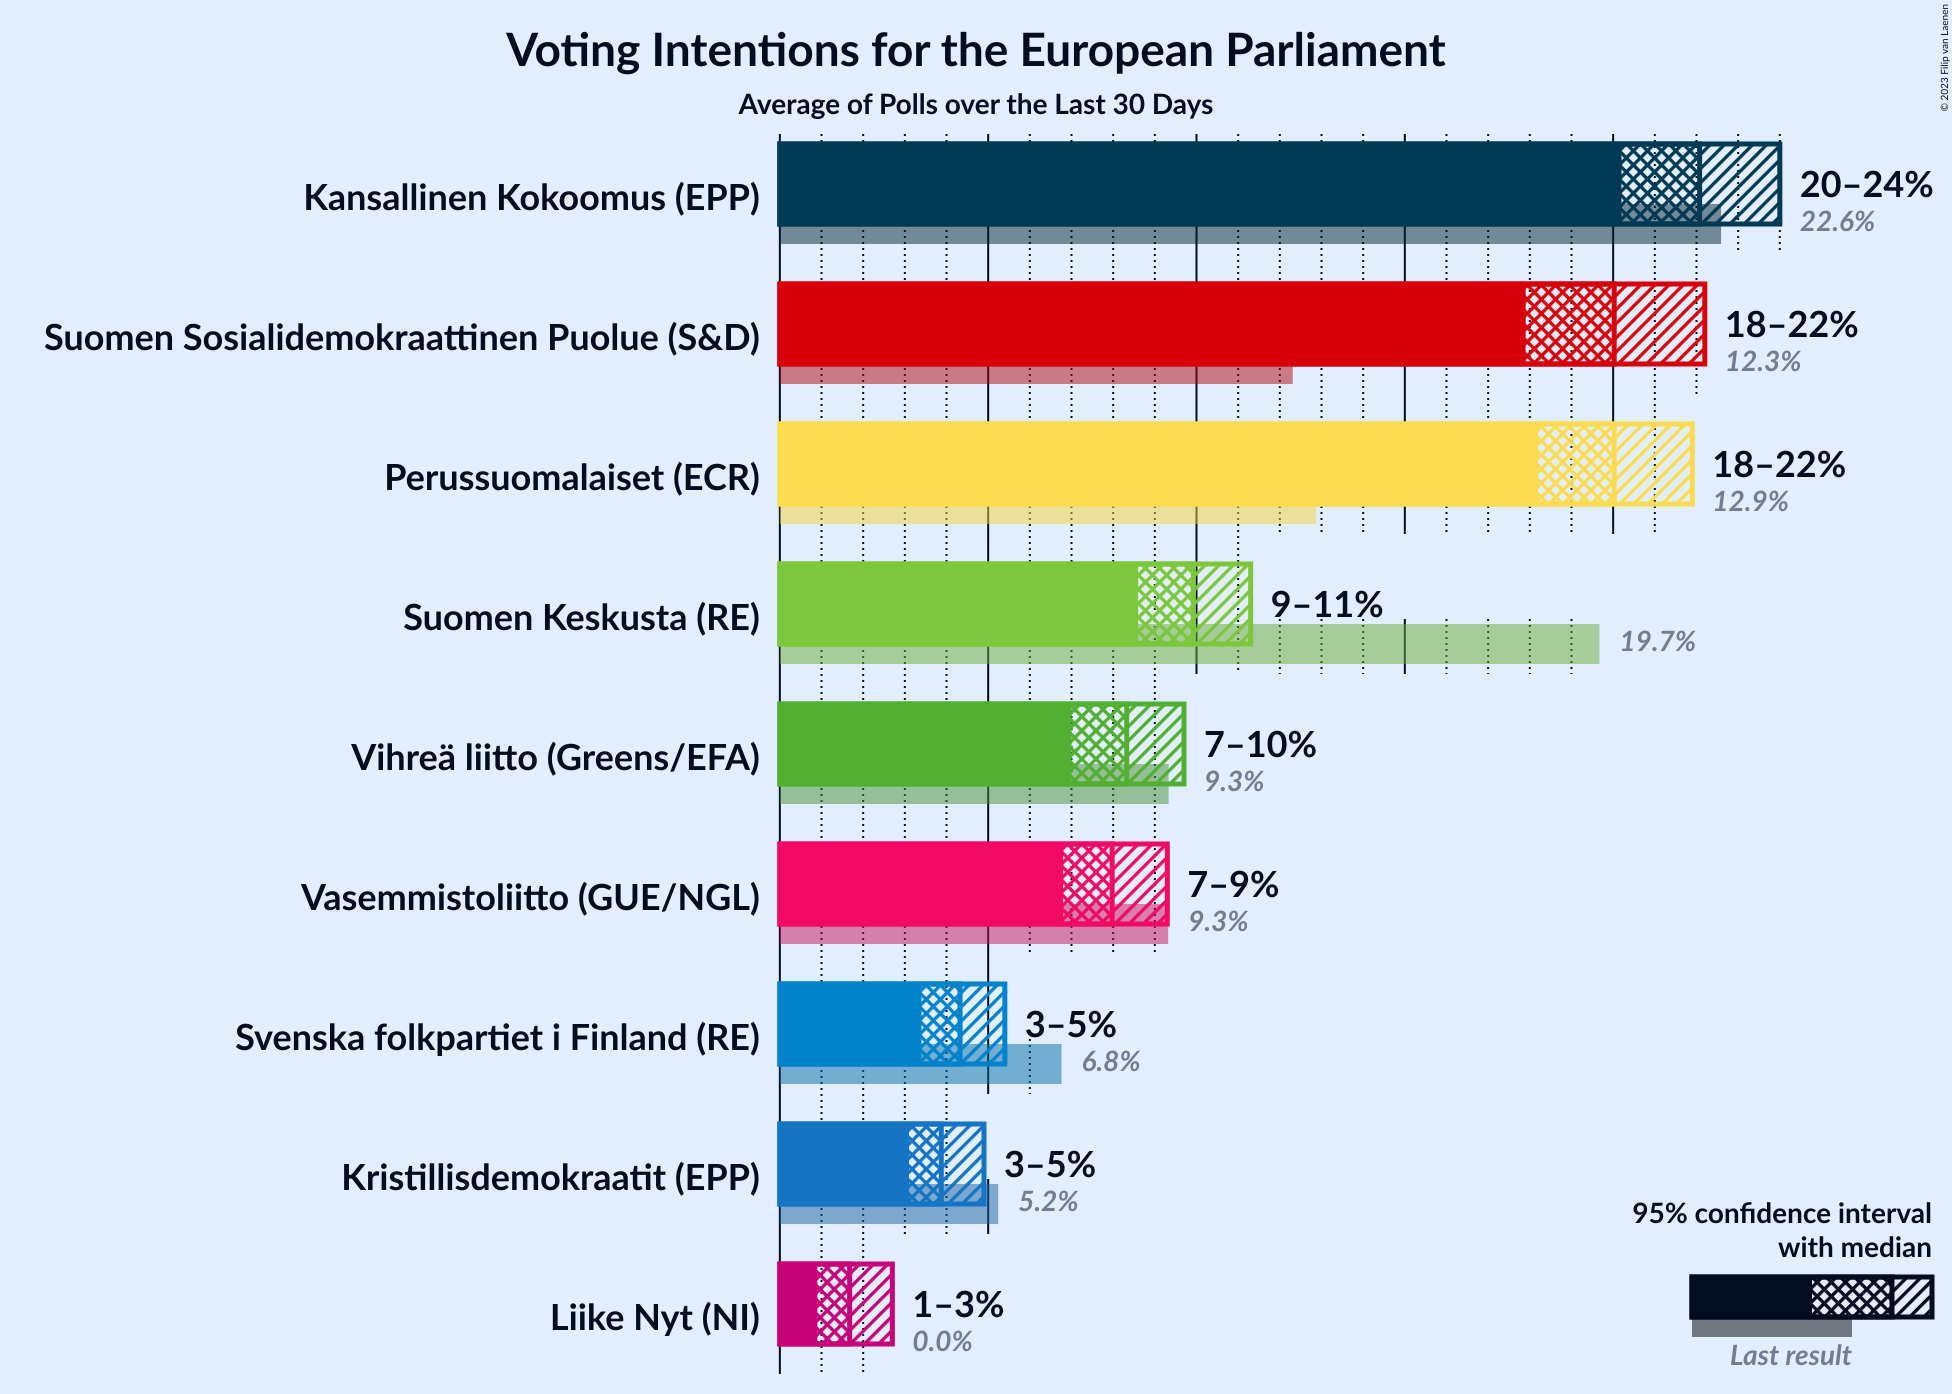 Voting Intentions for the European Parliament
Average of Polls over the Last 30 Days
© 2023 Filip van Laenen
Kansallinen Kokoomus (EPP)
20–24%
22.6%
Suomen Sosialidemokraattinen Puolue (S&D)
18–22%
12.3%
Perussuomalaiset (ECR)
18–22%
12.9%
Suomen Keskusta (RE)
9–11%
19.7%
Vihreä liitto (Greens/EFA)
7–10%
9.3%
Vasemmistoliitto (GUE/NGL)
7–9%
9.3%
Svenska folkpartiet i Finland (RE)
3–5%
6.8%
Kristillisdemokraatit (EPP)
3–5%
5.2%
Liike Nyt (NI)
1–3%
0.0%
95% confidence interval
with median
Last result